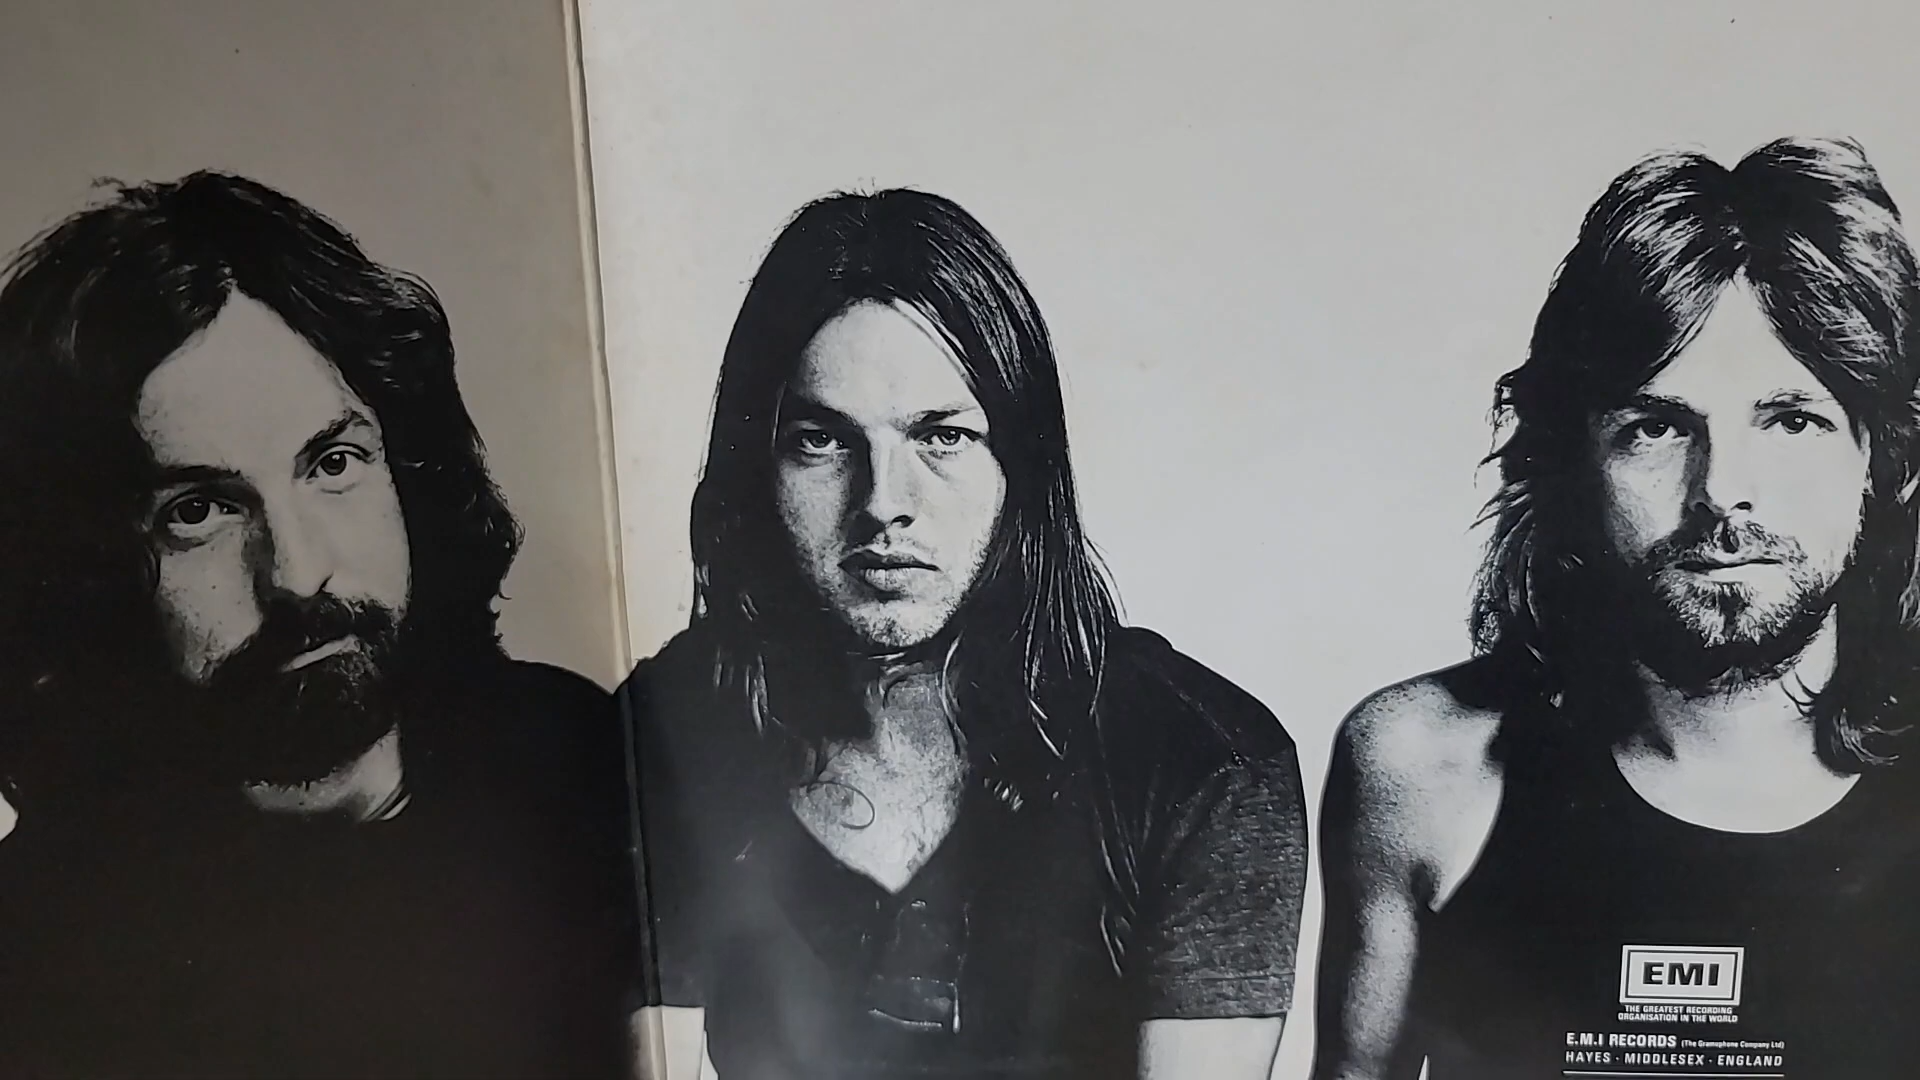 EMI
THE GREATEST RECORDING
ORGANISATION IN THE WORLD
E.M.I RECORDS (The Gramophone Company Ltd)
HAYES · MIDDLESEX · ENGLAND